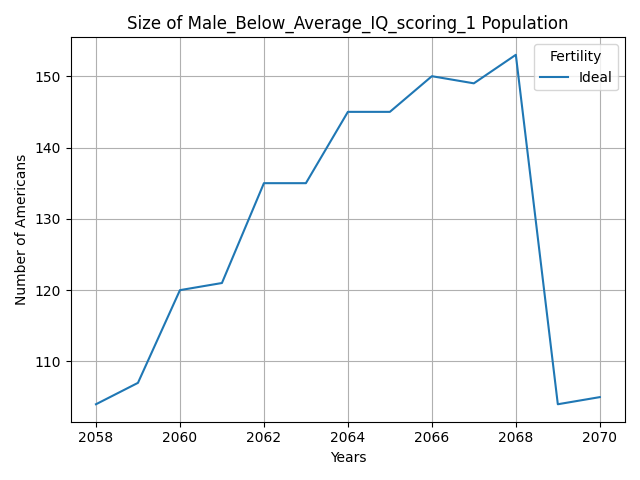 Size of Male_Below_Average_IQ_scoring_1 Population
Fertility
Ideal
Number of Americans
150
140
130
120
110
2058
2060
2062
2064
2066
2068
2070
Years